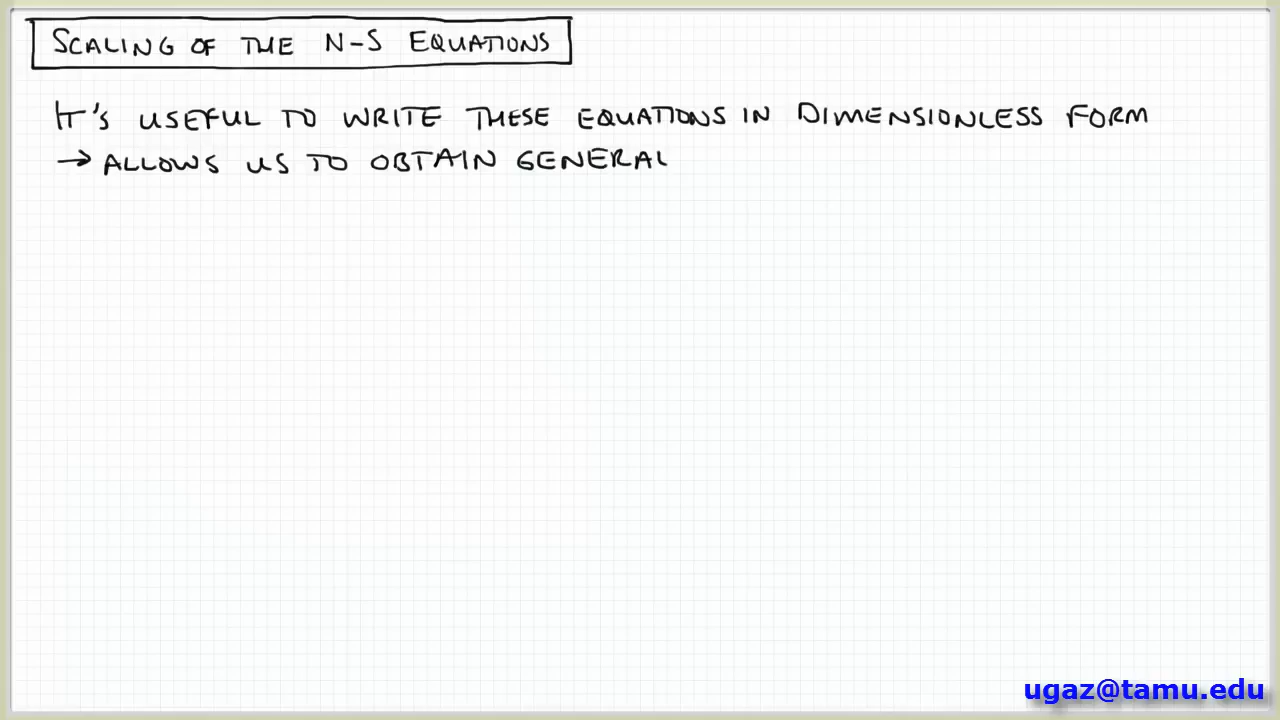 SCALING OF THE N-S EQUATIONS
IT'S USEFUL TO WRITE THESE EQUATIONS IN DIMENSIONLESS FORM
→ ALLOWS US TO OBTAIN GENERAL
ugaz@tamu.edu